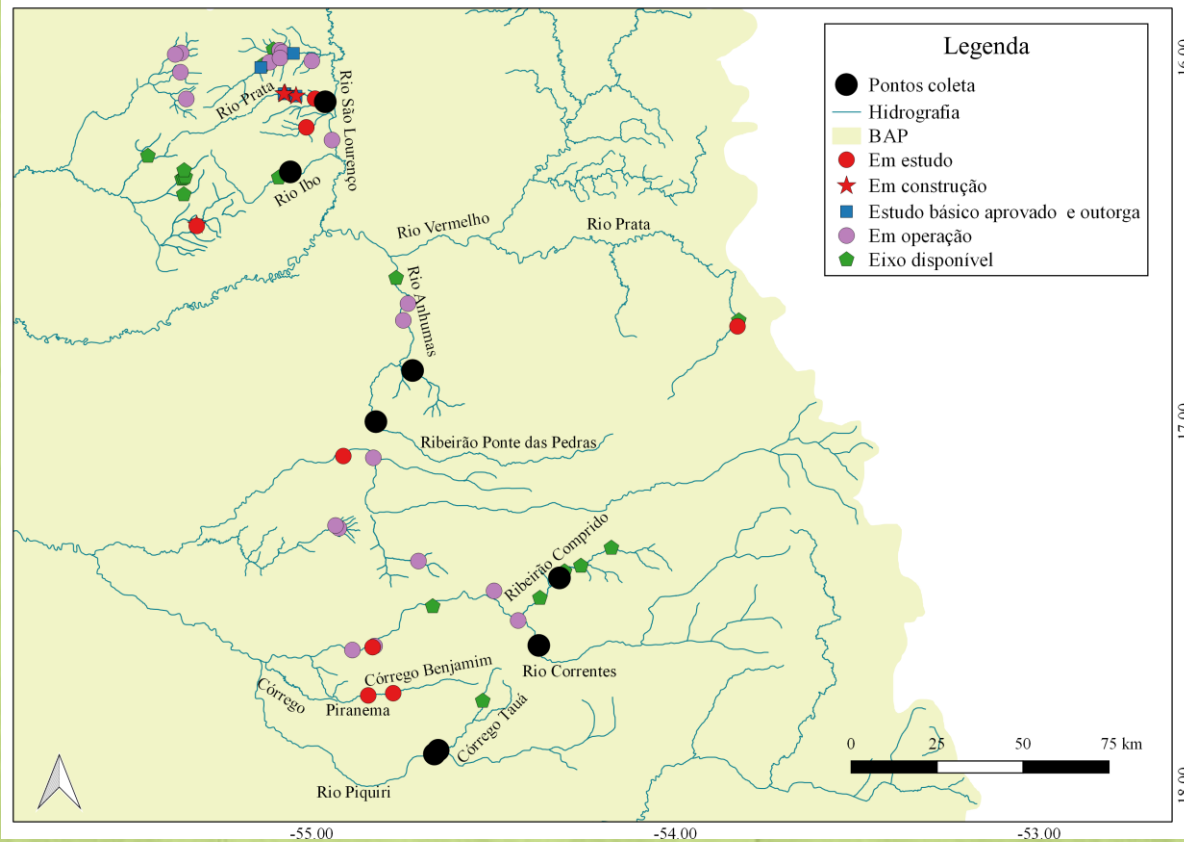 Legenda
Pontos coleta
Hidrografia
BAP
Em estudo
Em construção
Estudo básico aprovado e outorga
Em operação
Eixo disponível
Rio Prata
Rio São Lourenço
Rio Ibo
Rio Vermelho
Rio Prata
Rio Anhumas
Ribeirão Ponte das Pedras
Ribeirão Comprido
Rio Correntes
Córrego Benjamim
Córrego
Piranema
Córrego Tauá
Rio Piquiri
0 25 50 75 km
16.00
17.00
18.00
-55.00 -54.00 -53.00